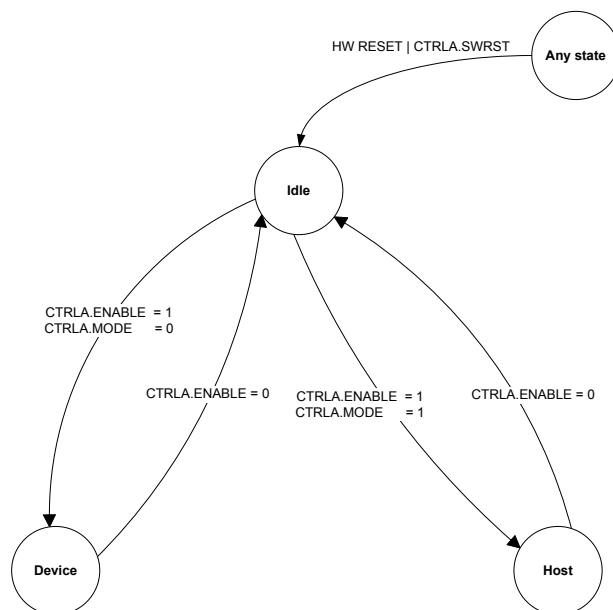 HW RESET | CTRLA.SWRST
Any state
Idle
CTRLA.ENABLE = 1
CTRLA.MODE = 0
CTRLA.ENABLE = 0
CTRLA.ENABLE = 1
CTRLA.MODE = 1
CTRLA.ENABLE = 0
Device
Host